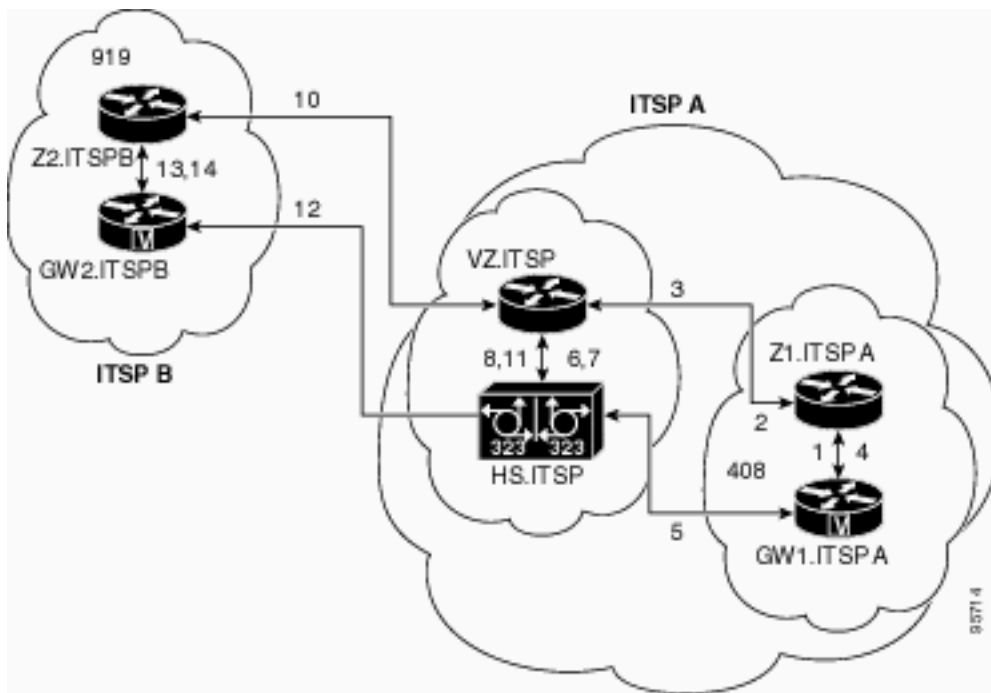 919
10
ITSP A
Z2.ITSPB
13,14
12
GW2.ITSPB
VZ.ITSP
3
ITSP B
8,11
6,7
Z1.ITSPA
2
323
323
1
4
HS.ITSP
408
5
GW1.ITSPA
95714